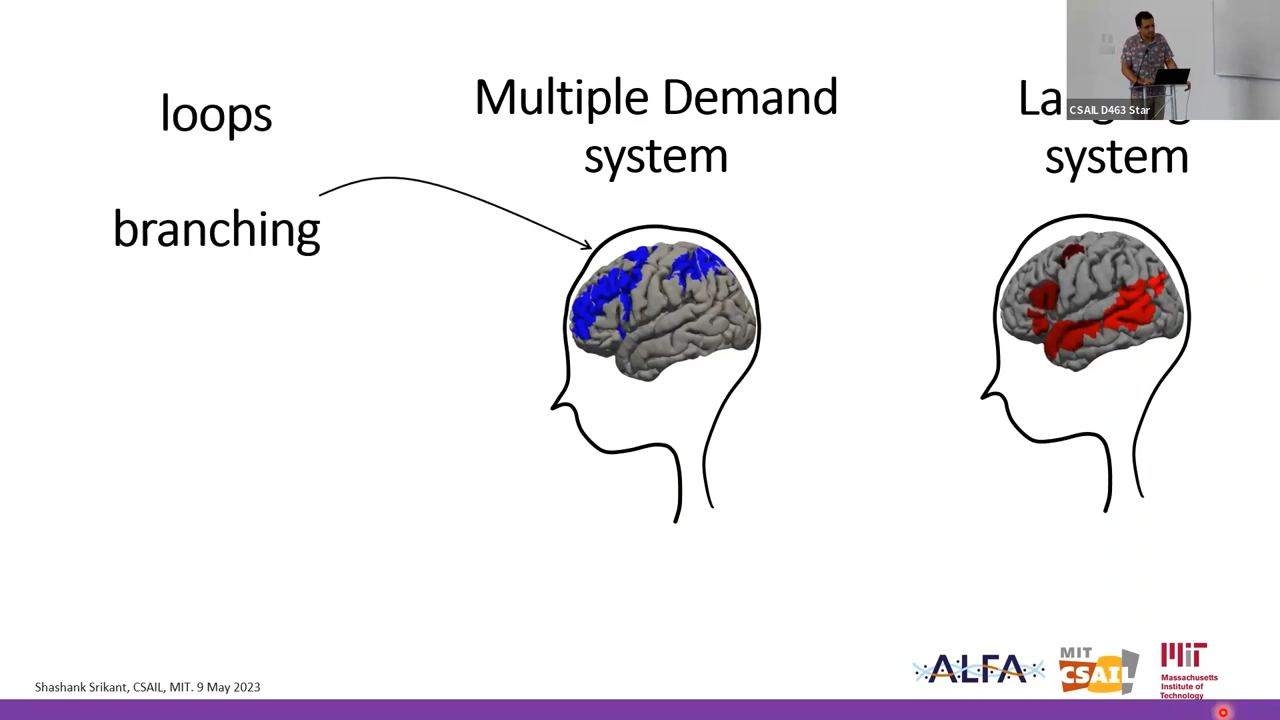 loops
branching
Multiple Demand
system
system
CSAIL D463 Star
Shashank Srikant, CSAIL, MIT. 9 May 2023
ALFA
MIT
CSAIL
MIT
Massachusetts
Institute of
Technology